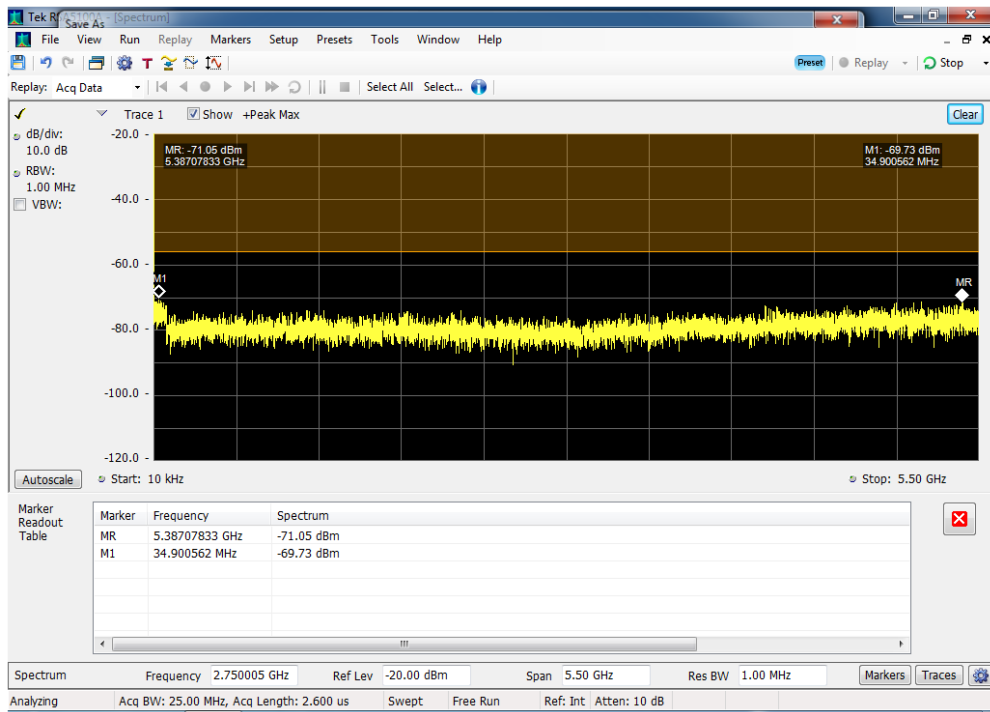 Tek RSA5100A - [Spectrum]
Save As
File View Run Replay Markers Setup Presets Tools Window Help
Preset Replay Stop
Replay: Acq Data Select All Select...
Trace 1 Show +Peak Max Clear
dB/div:
10.0 dB
RBW:
1.00 MHz
VBW:
-20.0
-40.0
-60.0
-80.0
-100.0
-120.0
MR: -71.05 dBm
5.38707833 GHz
M1: -69.73 dBm
34.900562 MHz
M1
MR
Autoscale Start: 10 kHz Stop: 5.50 GHz
Marker
Readout
Table
Marker Frequency Spectrum
MR 5.38707833 GHz -71.05 dBm
M1 34.900562 MHz -69.73 dBm
Spectrum Frequency 2.750005 GHz Ref Lev -20.00 dBm Span 5.50 GHz Res BW 1.00 MHz Markers Traces
Analyzing Acq BW: 25.00 MHz, Acq Length: 2.600 us Swept Free Run Ref: Int Atten: 10 dB